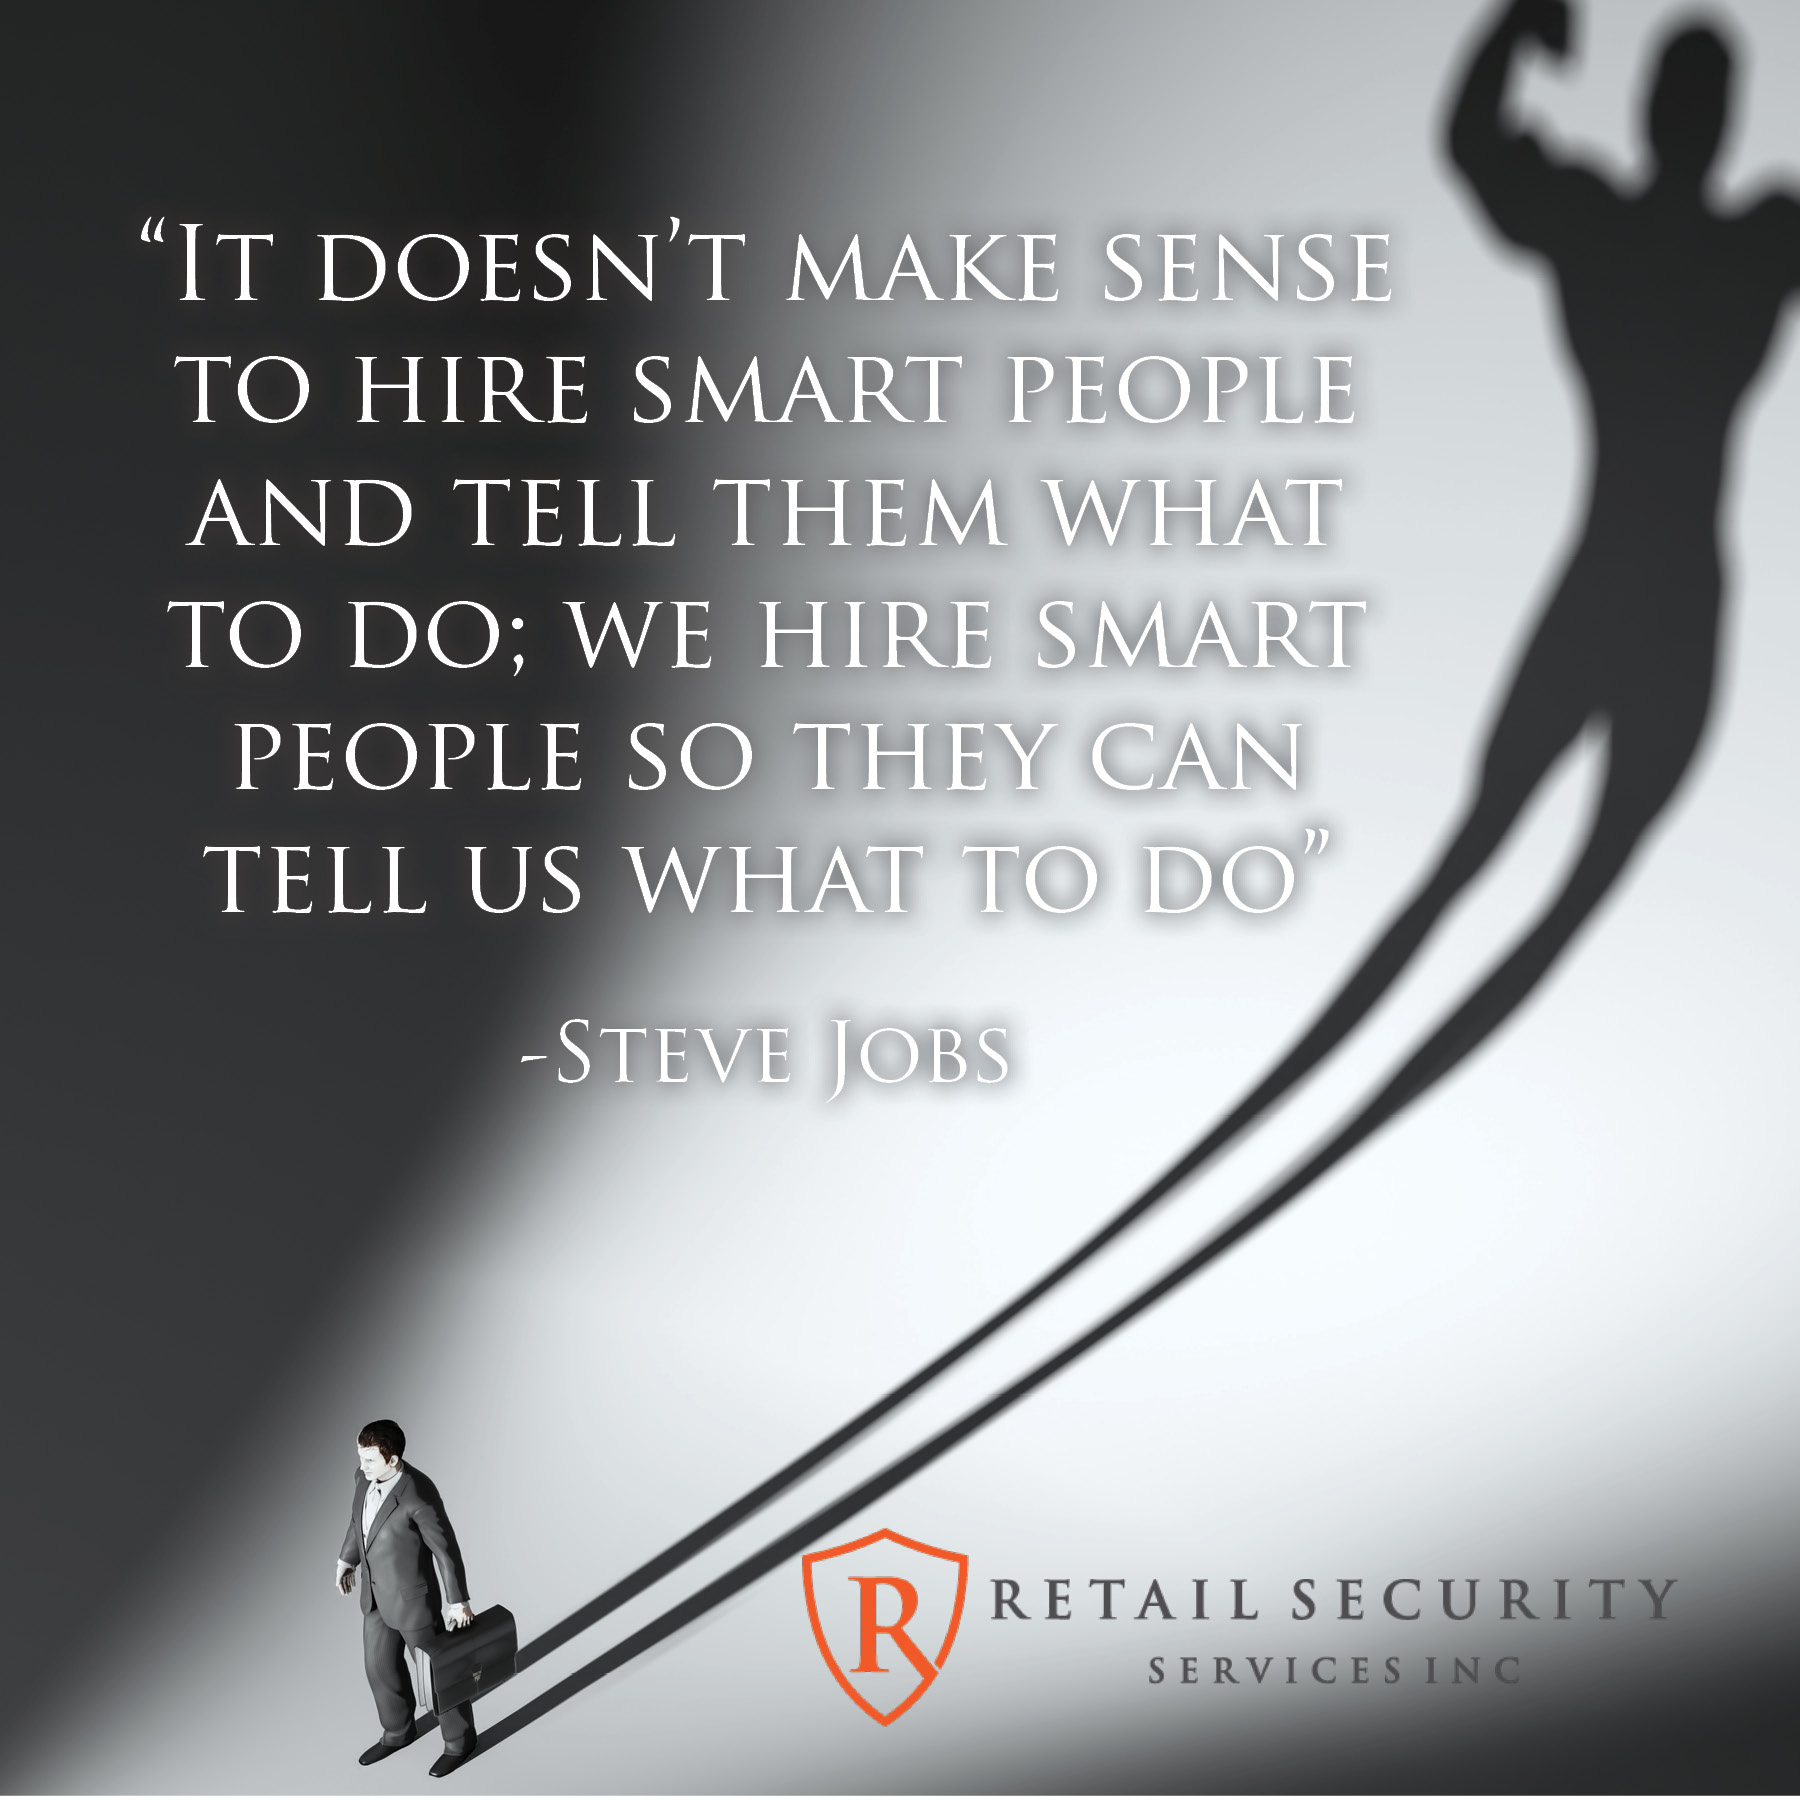 “It doesn’t make sense
to hire smart people
and tell them what
to do; we hire smart
people so they can
tell us what to do”
-Steve Jobs
R
RETAIL SECURITY
SERVICES INC